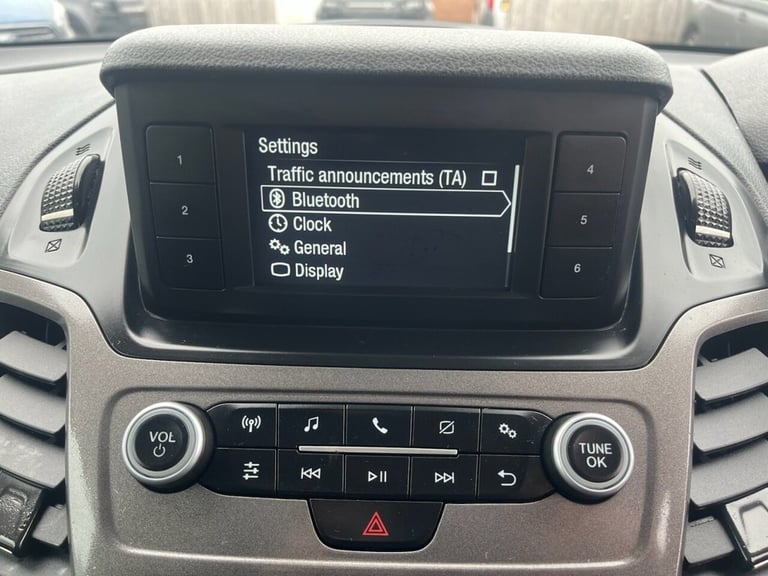 Settings
Traffic announcements (TA)
Bluetooth
Clock
General
Display
1
2
3
4
5
6
VOL
TUNE
OK